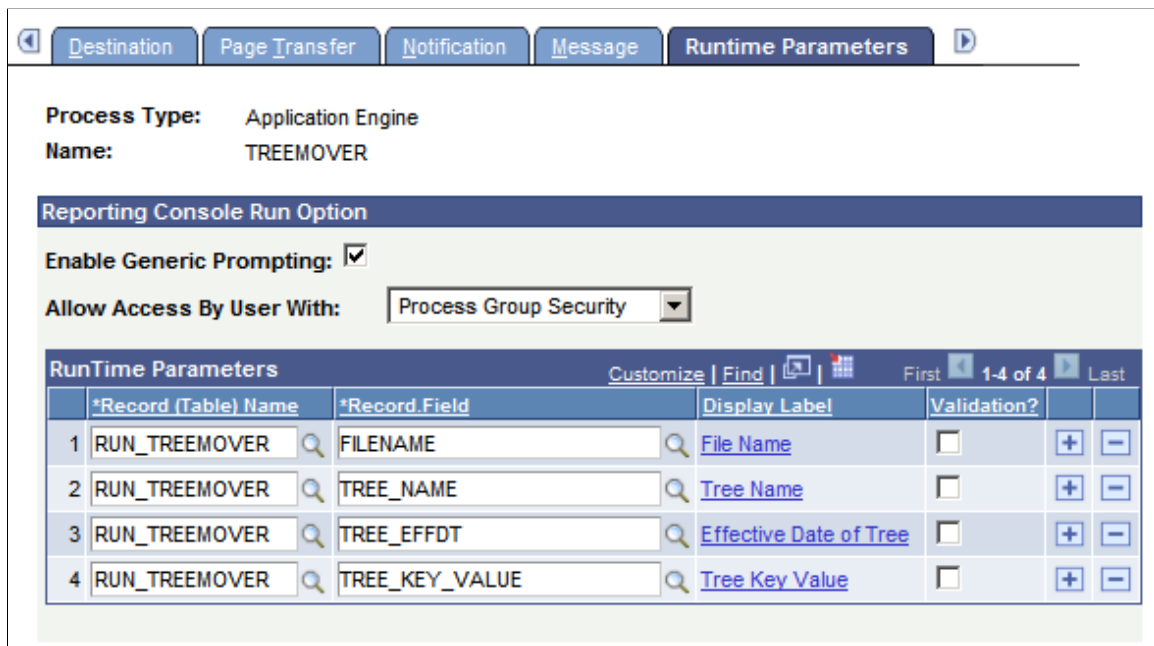 Destination Page Transfer Notification Message Runtime Parameters
Process Type: Application Engine
Name: TREEMOVER
Reporting Console Run Option
Enable Generic Prompting:
Allow Access By User With: Process Group Security
RunTime Parameters Customize | Find | | First 1-4 of 4 Last
*Record (Table) Name *Record.Field Display Label Validation?
1 RUN_TREEMOVER FILENAME File Name
2 RUN_TREEMOVER TREE_NAME Tree Name
3 RUN_TREEMOVER TREE_EFFDT Effective Date of Tree
4 RUN_TREEMOVER TREE_KEY_VALUE Tree Key Value